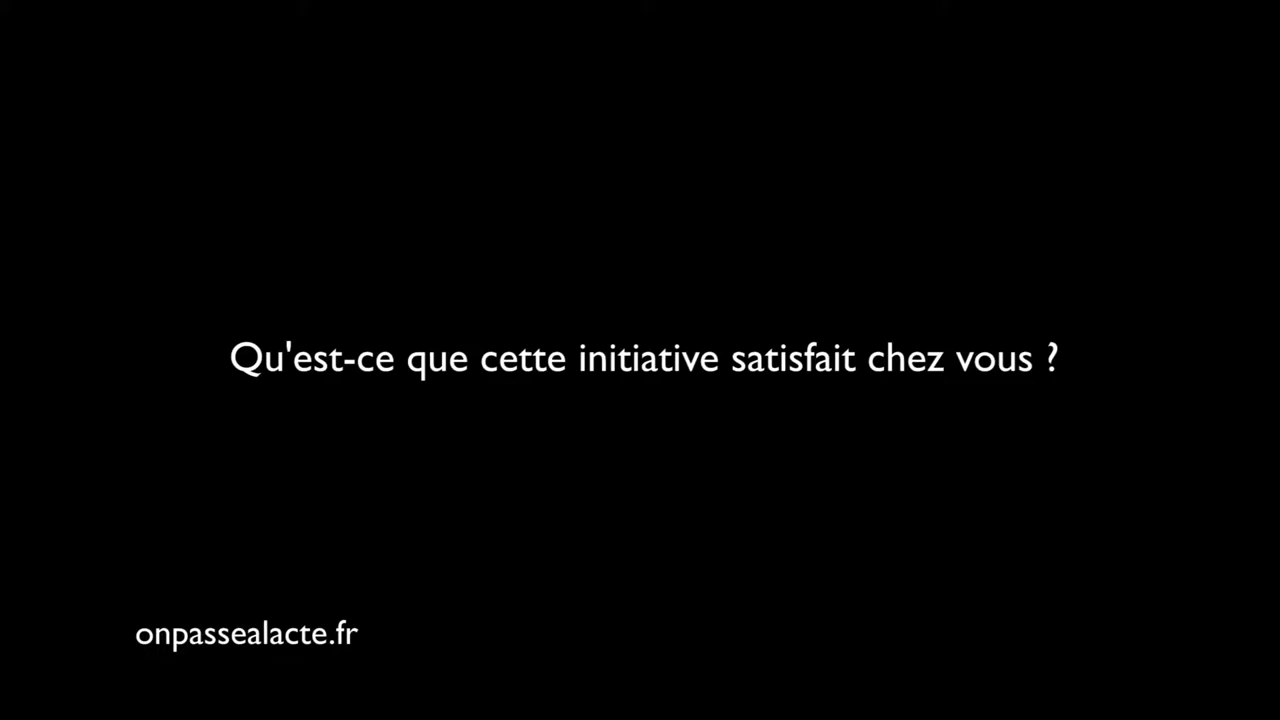 Qu'est-ce que cette initiative satisfait chez vous ?
onpassealacte.fr